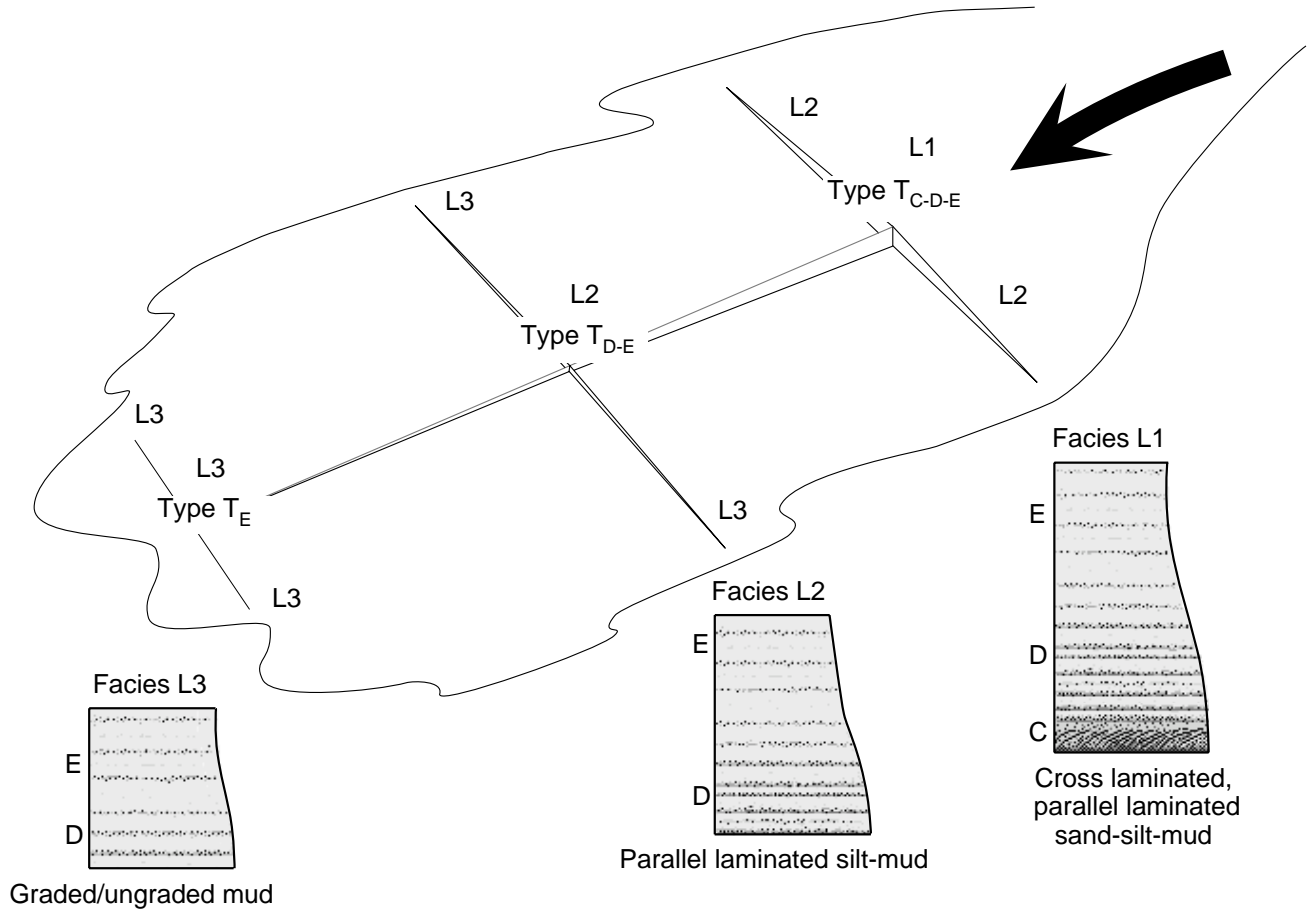 L2
L1
Type T_C-D-E
L3
L2
L2
Type T_D-E
L3
L3
Type T_E
L3
L3
Facies L1
E
D
C
Cross laminated,
parallel laminated
sand-silt-mud
Facies L2
E
D
Parallel laminated silt-mud
Facies L3
E
D
Graded/ungraded mud